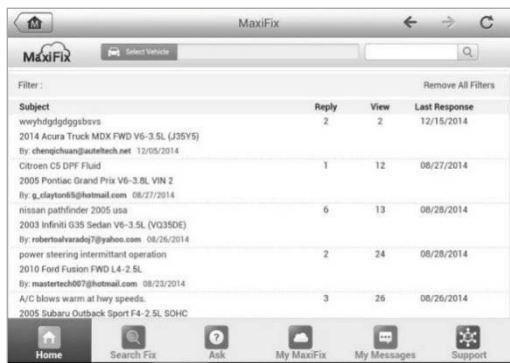 MaxiFix
M
MaxiFix
Select Vehicle
Filter :
Remove All Filters
Subject Reply View Last Response
wwyhdgdgdggsbsvs 2 2 12/15/2014
2014 Acura Truck MDX FWD V6-3.5L (J35Y5)
By: chenqichuan@auteltech.net 12/05/2014
Citroen C5 DPF Fluid 1 12 08/27/2014
2005 Pontiac Grand Prix V6-3.8L VIN 2
By: g_clayton65@hotmail.com 08/27/2014
nissan pathfinder 2005 usa 6 13 08/28/2014
2003 Infiniti G35 Sedan V6-3.5L (VQ35DE)
By: robertoalvaradoj7@yahoo.com 08/26/2014
power steering intermittant operation 2 24 08/28/2014
2010 Ford Fusion FWD L4-2.5L
By: mastertech007@hotmail.com 08/23/2014
A/C blows warm at hwy speeds. 3 26 08/26/2014
2005 Subaru Outback Sport F4-2.5L SOHC
Home Search Fix Ask My MaxiFix My Messages Support